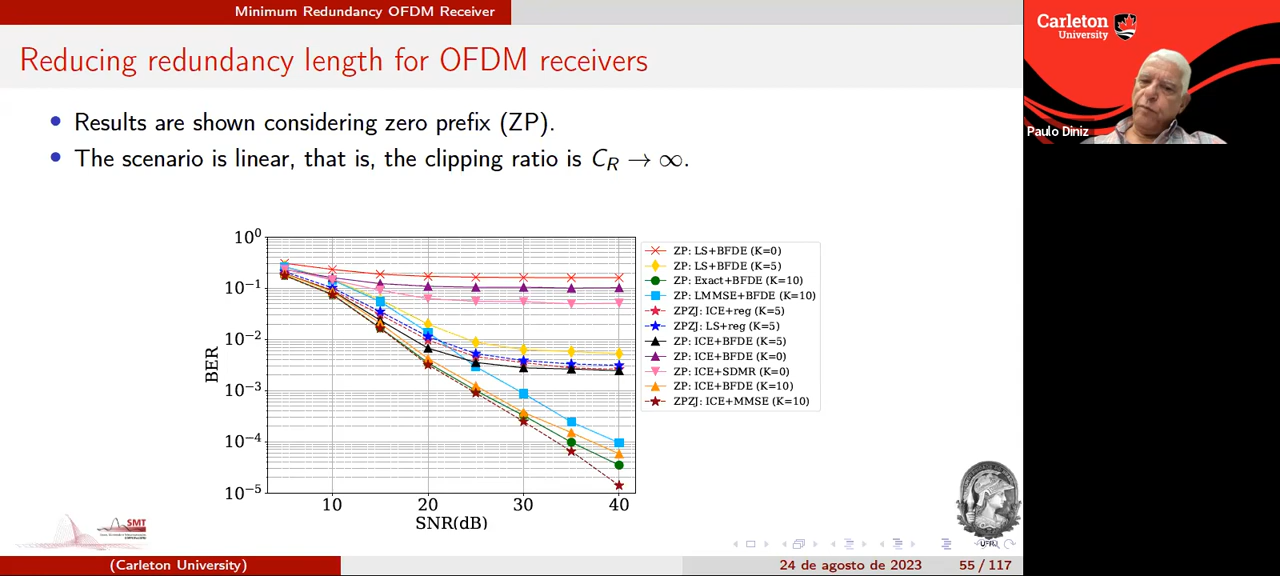 Minimum Redundancy OFDM Receiver
Reducing redundancy length for OFDM receivers
Results are shown considering zero prefix (ZP).
The scenario is linear, that is, the clipping ratio is C_R → ∞.
10⁰
10⁻¹
10⁻²
10⁻³
10⁻⁴
10⁻⁵
BER
10 20 30 40
SNR(dB)
ZP: LS+BFDE (K=0)
ZP: LS+BFDE (K=5)
ZP: Exact+BFDE (K=10)
ZP: LMMSE+BFDE (K=10)
ZPZJ: ICE+reg (K=5)
ZPZJ: LS+reg (K=5)
ZP: ICE+BFDE (K=5)
ZP: ICE+BFDE (K=0)
ZP: ICE+SDMR (K=0)
ZP: ICE+BFDE (K=10)
ZPZJ: ICE+MMSE (K=10)
SMT
(Carleton University)
24 de agosto de 2023
55 / 117
Carleton
University
Paulo Diniz